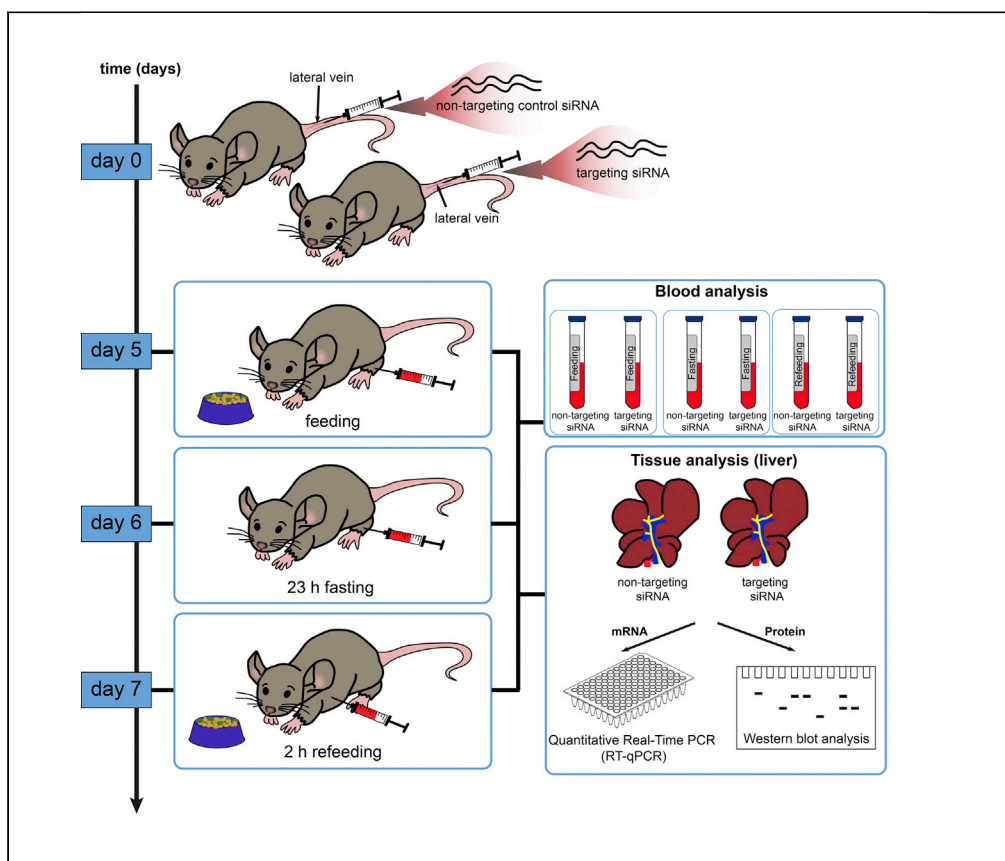 time (days)
lateral vein
non-targeting control siRNA
day 0
targeting siRNA
lateral vein
day 5
feeding
Blood analysis
Feeding
Feeding
Fasting
Fasting
Refeeding
Refeeding
non-targeting
siRNA
targeting
siRNA
non-targeting
siRNA
targeting
siRNA
non-targeting
siRNA
targeting
siRNA
day 6
23 h fasting
Tissue analysis (liver)
non-targeting
siRNA
targeting
siRNA
mRNA
Protein
day 7
2 h refeeding
Quantitative Real-Time PCR
(RT-qPCR)
Western blot analysis